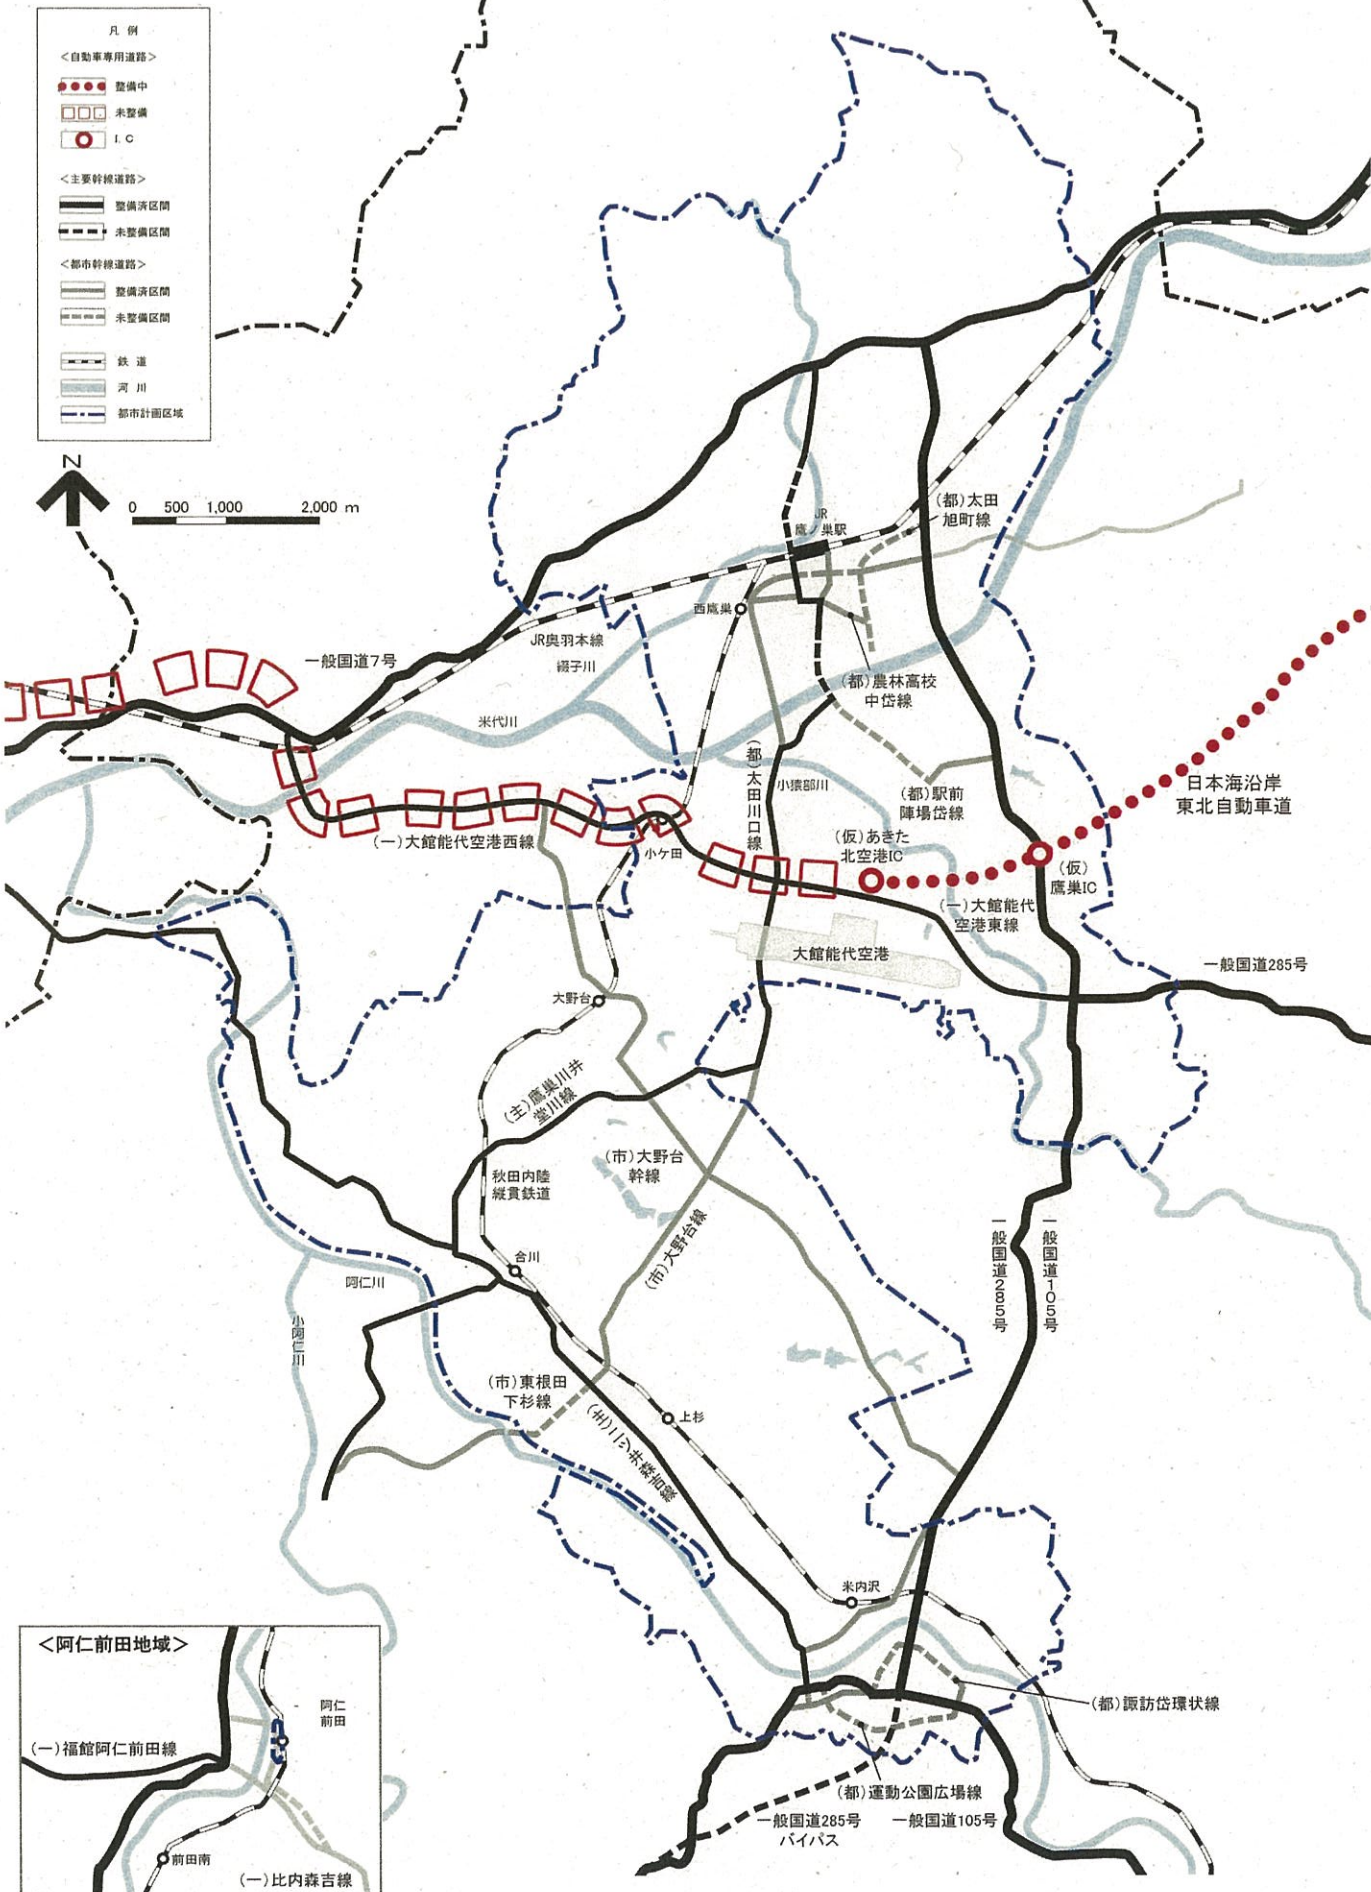 凡 例
＜自動車専用道路＞
整備中
未整備
I. C
＜主要幹線道路＞
整備済区間
未整備区間
＜都市幹線道路＞
整備済区間
未整備区間
鉄 道
河 川
都市計画区域
N
0 500 1,000 2,000 m
(都)太田
旭町線
JR
鷹ノ巣駅
西鷹巣
JR奥羽本線
綴子川
一般国道7号
(都)農林高校
中岱線
米代川
(都)太田川口線
小猿部川
(都)駅前
陣場岱線
日本海沿岸
東北自動車道
(仮)あきた
北空港IC
(一)大館能代空港西線
小ケ田
(仮)
鷹巣IC
(一)大館能代
空港東線
大館能代空港
一般国道285号
大野台
(主)鷹巣川井
堂川線
(市)大野台
幹線
秋田内陸
縦貫鉄道
(市)大野台線
一般国道285号
一般国道105号
合川
阿仁川
小阿仁川
(市)東根田
下杉線
(主)二ツ井森吉線
上杉
米内沢
(都)諏訪岱環状線
(都)運動公園広場線
一般国道285号
バイパス
一般国道105号
＜阿仁前田地域＞
阿仁
前田
(一)福館阿仁前田線
前田南
(一)比内森吉線